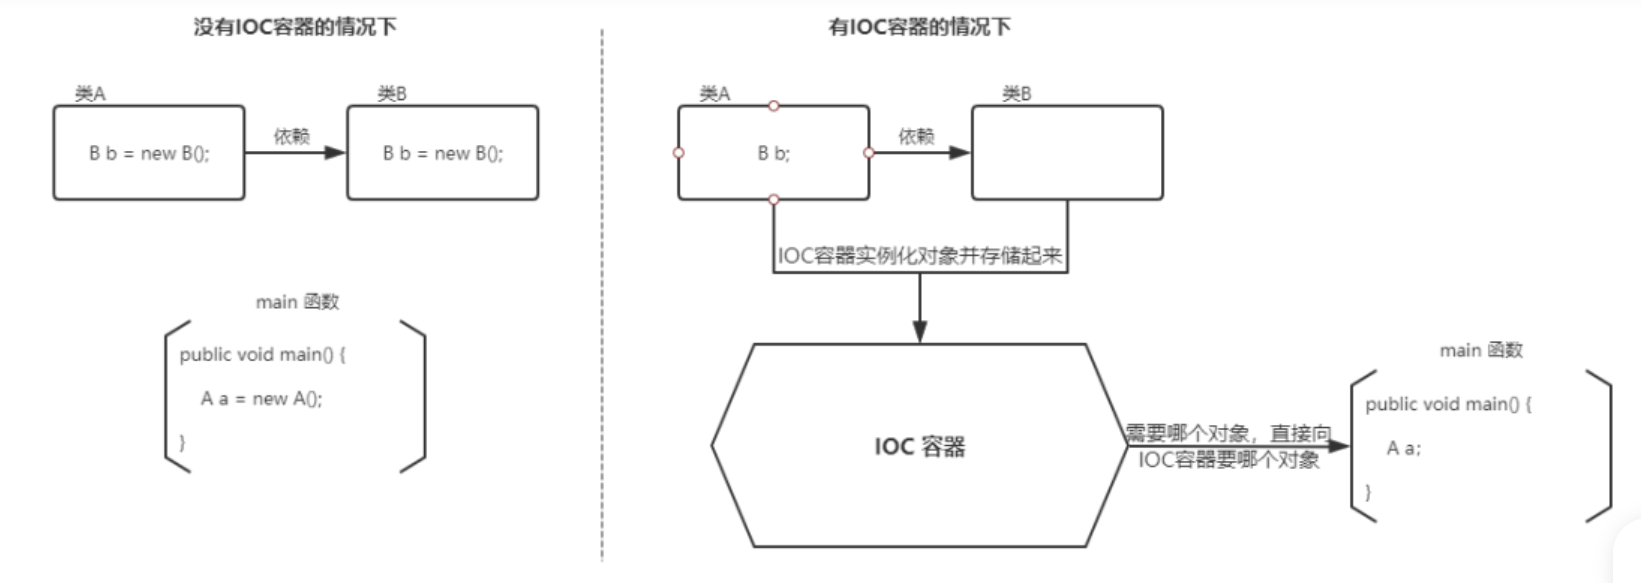 没有IOC容器的情况下
类A
B b = new B();
依赖
类B
B b = new B();
main 函数
public void main() {
A a = new A();
}
有IOC容器的情况下
类A
B b;
依赖
类B
IOC容器实例化对象并存储起来
IOC 容器
需要哪个对象，直接向
IOC容器要哪个对象
main 函数
public void main() {
A a;
}